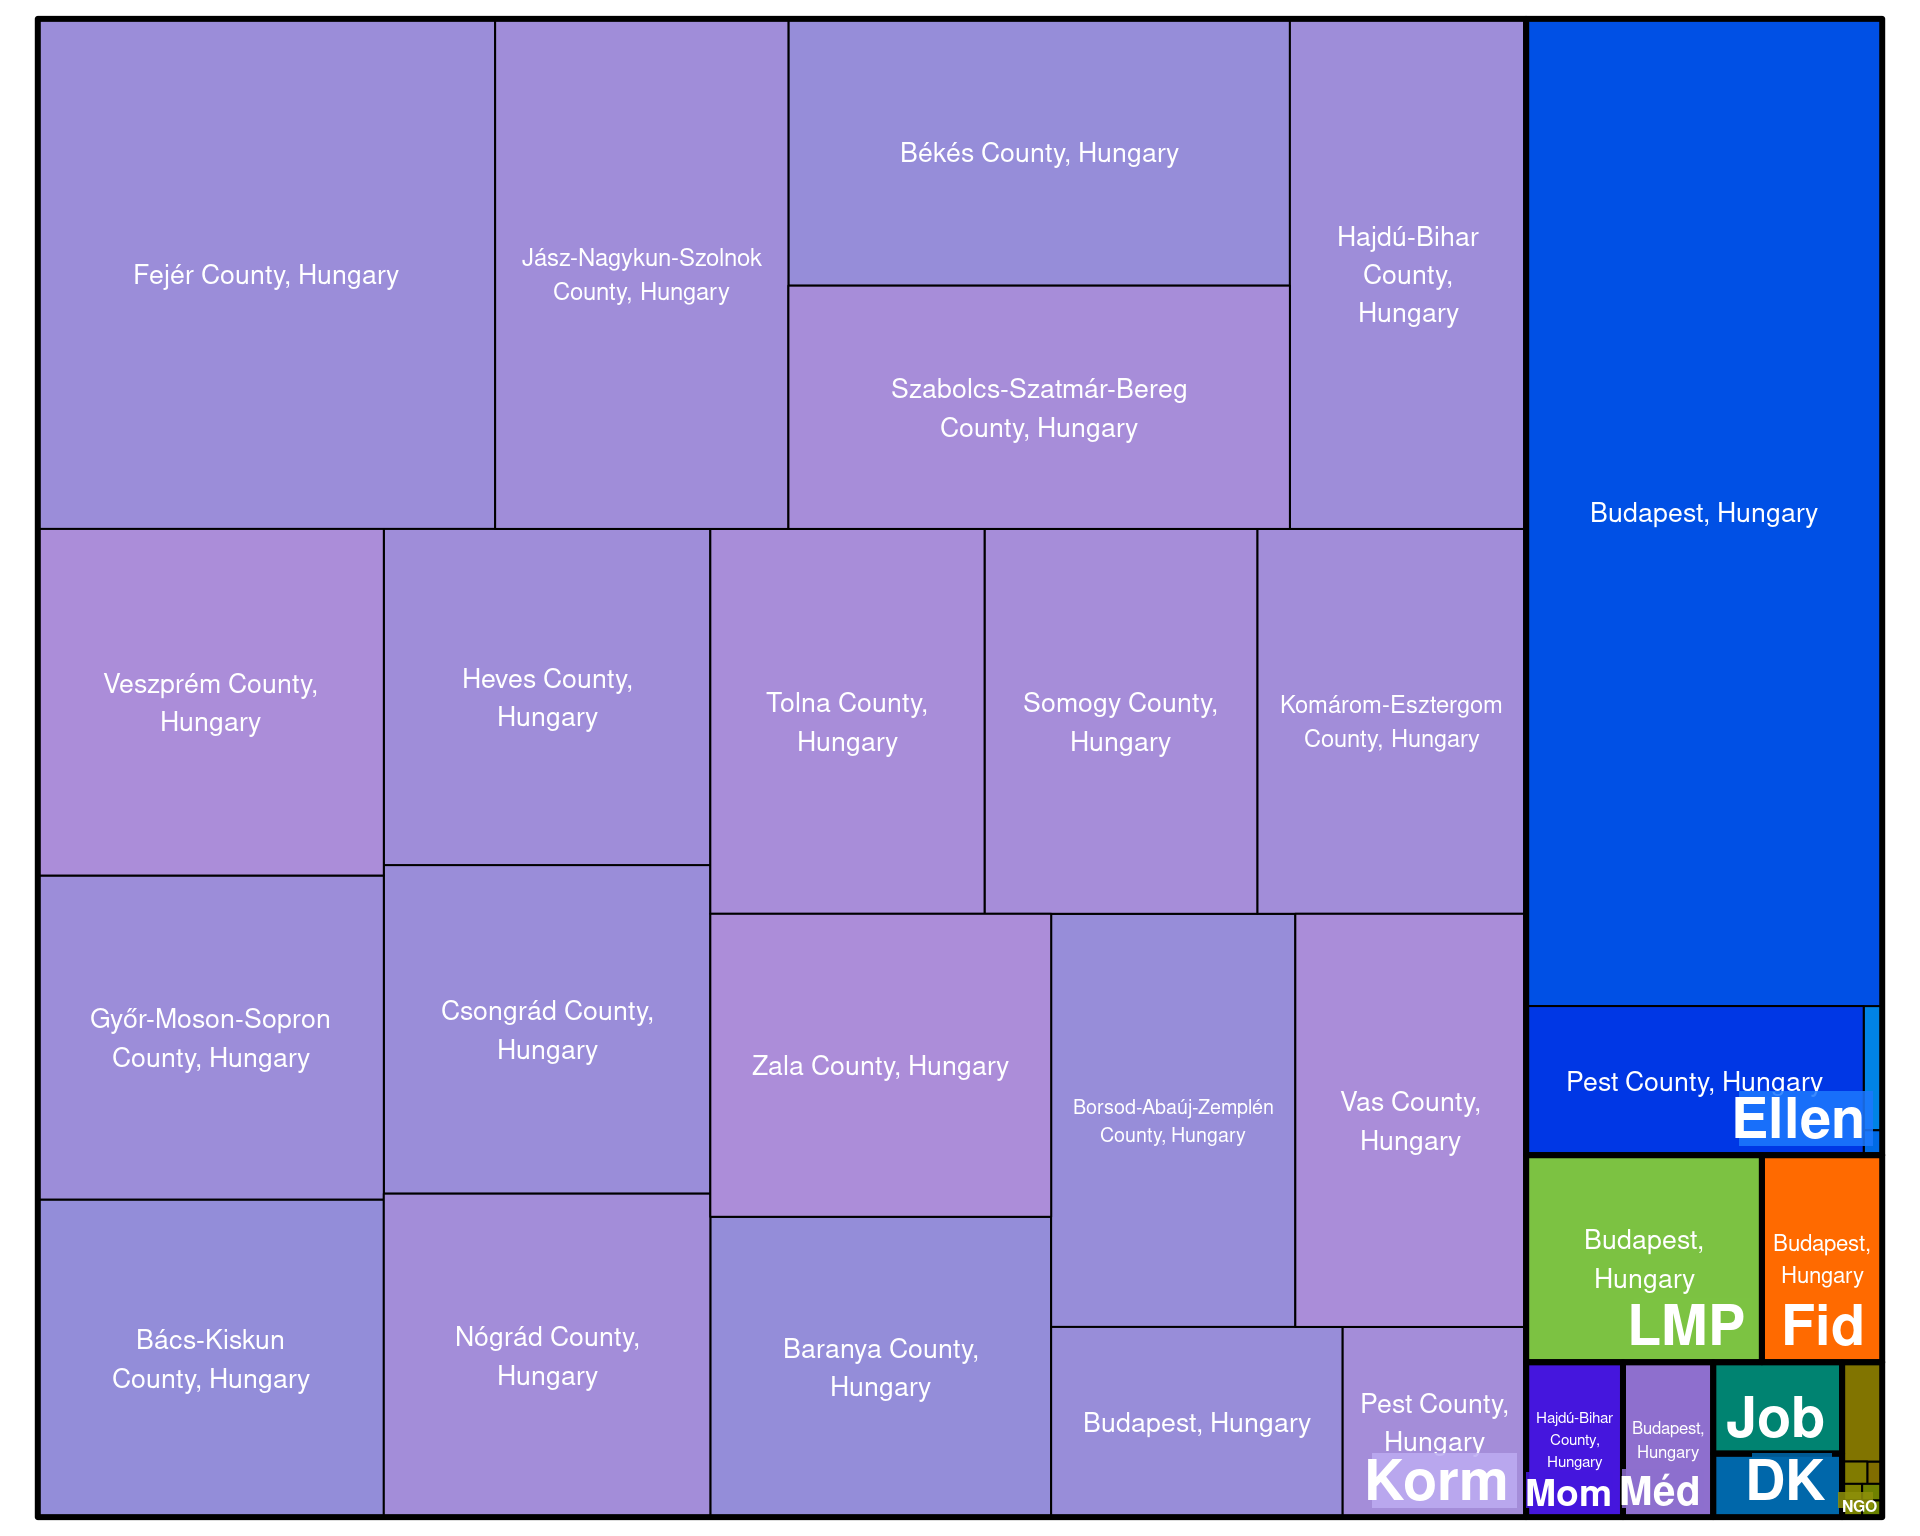 Fejér County, Hungary
Jász-Nagykun-Szolnok
County, Hungary
Békés County, Hungary
Szabolcs-Szatmár-Bereg
County, Hungary
Hajdú-Bihar
County,
Hungary
Veszprém County,
Hungary
Heves County,
Hungary
Tolna County,
Hungary
Somogy County,
Hungary
Komárom-Esztergom
County, Hungary
Győr-Moson-Sopron
County, Hungary
Csongrád County,
Hungary
Zala County, Hungary
Borsod-Abaúj-Zemplén
County, Hungary
Vas County,
Hungary
Bács-Kiskun
County, Hungary
Nógrád County,
Hungary
Baranya County,
Hungary
Budapest, Hungary
Pest County,
Hungary
Korm
Budapest, Hungary
Pest County, Hungary
Ellen
Budapest,
Hungary
LMP
Budapest,
Hungary
Fid
Hajdú-Bihar
County,
Hungary
Mom
Budapest,
Hungary
Méd
Job
DK
NGO